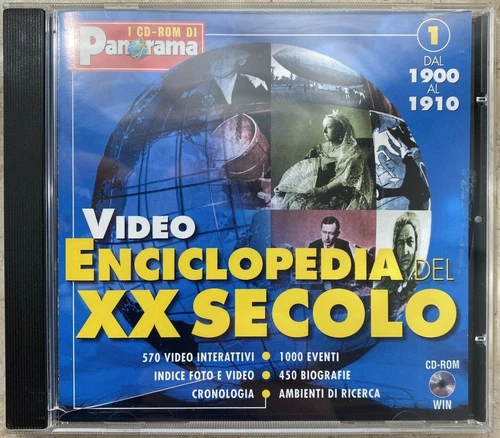 I CD-ROM DI
Panorama
1
DAL
1900
AL
1910
VIDEO
ENCICLOPEDIA DEL
XX SECOLO
570 VIDEO INTERATTIVI • 1000 EVENTI
INDICE FOTO E VIDEO • 450 BIOGRAFIE
CRONOLOGIA • AMBIENTI DI RICERCA
CD-ROM
WIN